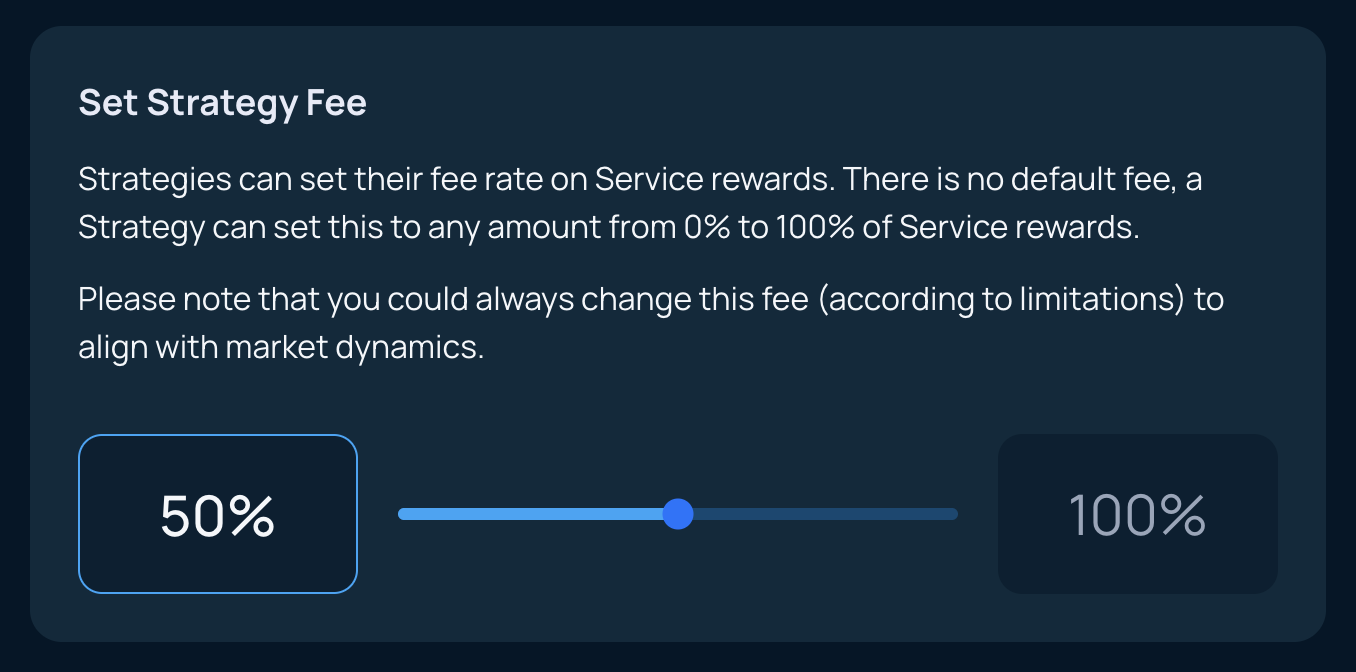 Set Strategy Fee
Strategies can set their fee rate on Service rewards. There is no default fee, a
Strategy can set this to any amount from 0% to 100% of Service rewards.
Please note that you could always change this fee (according to limitations) to
align with market dynamics.
50%
100%